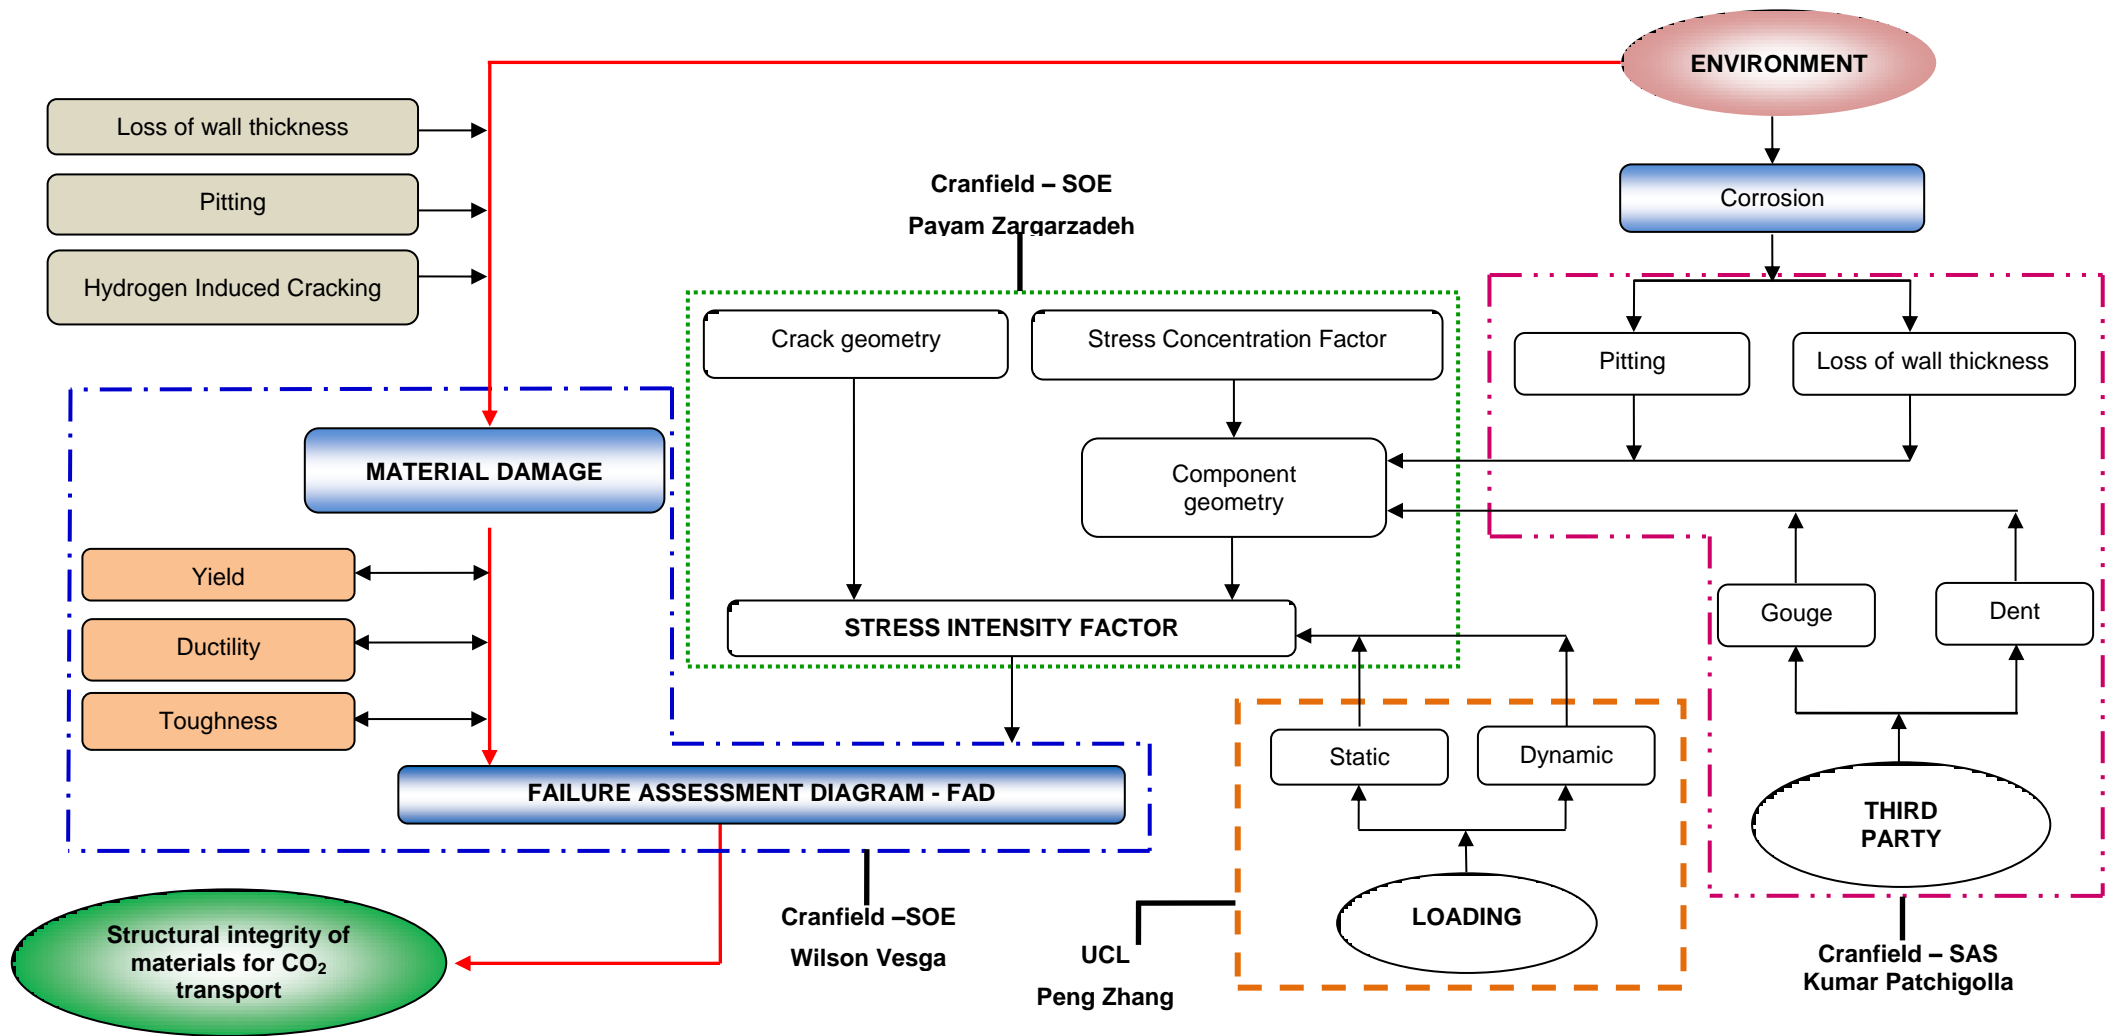 ENVIRONMENT
Loss of wall thickness
Pitting
Hydrogen Induced Cracking
Cranfield – SOE
Payam Zargarzadeh
Corrosion
Crack geometry
Stress Concentration Factor
Pitting
Loss of wall thickness
MATERIAL DAMAGE
Component
geometry
Yield
Ductility
Toughness
STRESS INTENSITY FACTOR
Gouge
Dent
Static
Dynamic
FAILURE ASSESSMENT DIAGRAM - FAD
THIRD
PARTY
LOADING
Cranfield –SOE
Wilson Vesga
Structural integrity of
materials for CO₂
transport
UCL
Peng Zhang
Cranfield – SAS
Kumar Patchigolla